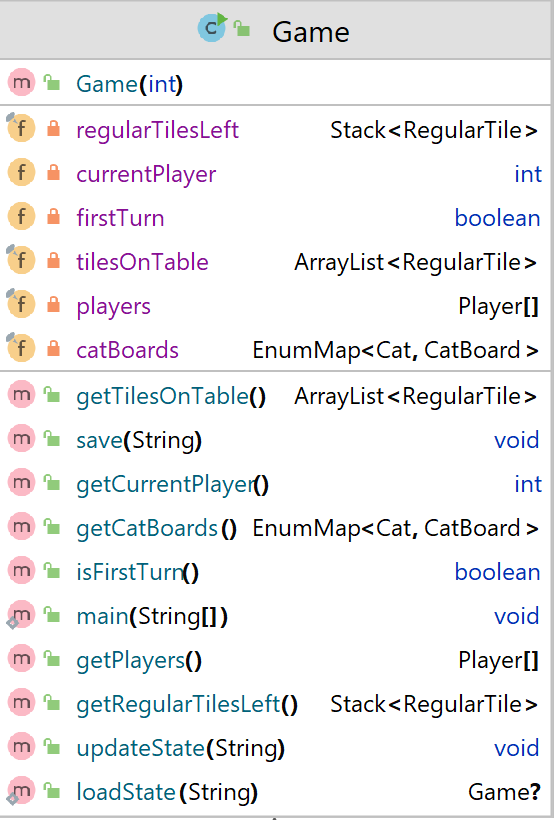 C Game
m Game(int)
f regularTilesLeft Stack<RegularTile>
f currentPlayer int
f firstTurn boolean
f tilesOnTable ArrayList<RegularTile>
f players Player[]
f catBoards EnumMap<Cat, CatBoard>
m getTilesOnTable() ArrayList<RegularTile>
m save(String) void
m getCurrentPlayer() int
m getCatBoards() EnumMap<Cat, CatBoard>
m isFirstTurn() boolean
m main(String[]) void
m getPlayers() Player[]
m getRegularTilesLeft() Stack<RegularTile>
m updateState(String) void
m loadState(String) Game?